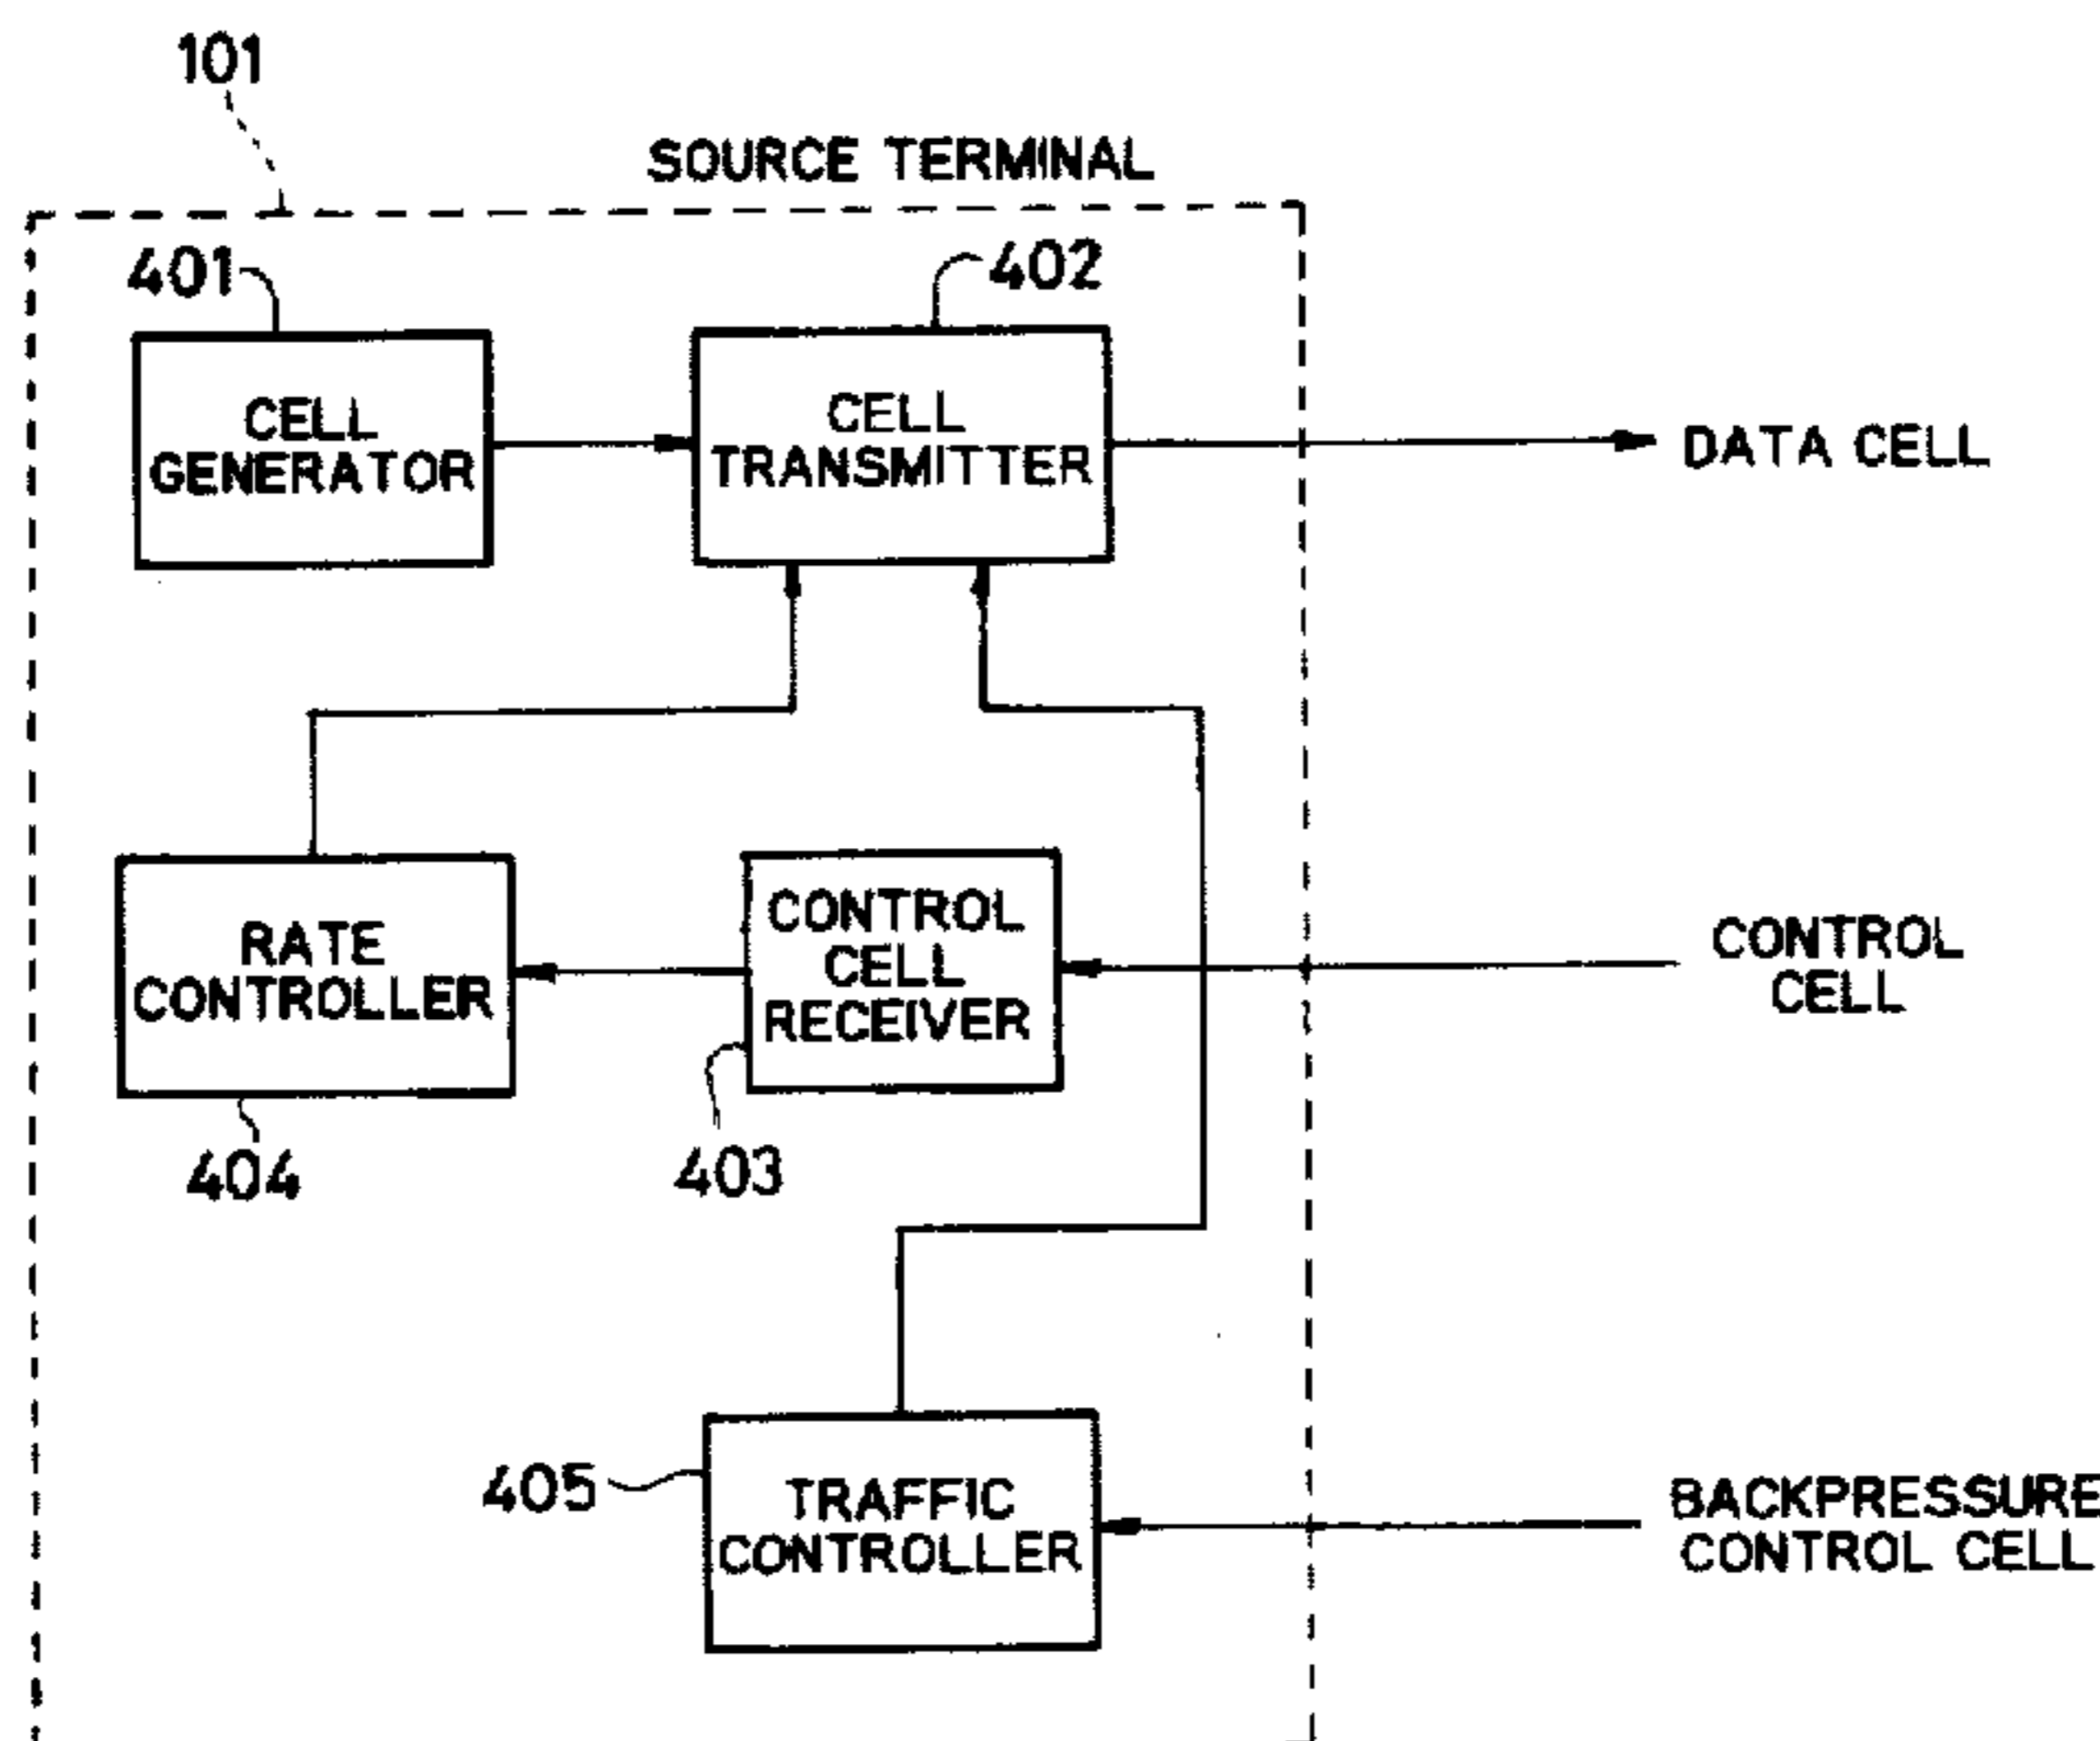 101
SOURCE TERMINAL
401
402
CELL
GENERATOR
CELL
TRANSMITTER
DATA CELL
RATE
CONTROLLER
CONTROL
CELL
RECEIVER
CONTROL
CELL
404
403
405
TRAFFIC
CONTROLLER
BACKPRESSURE
CONTROL CELL